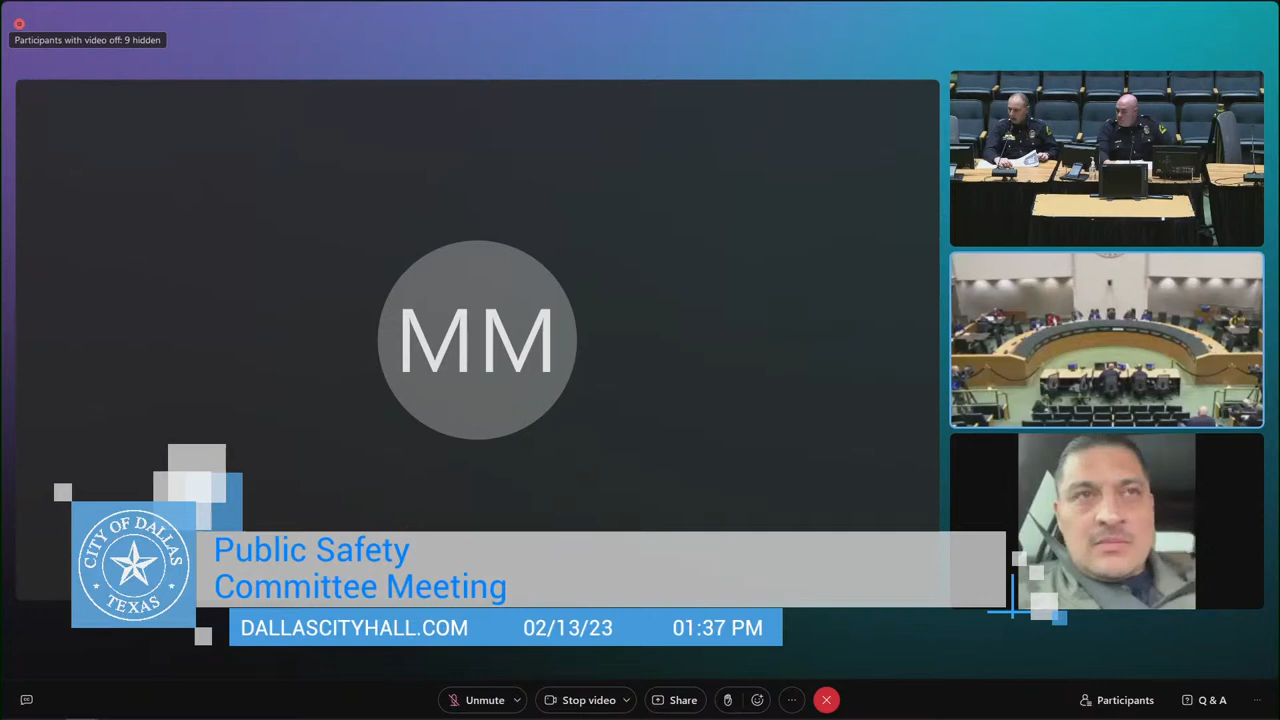 Participants with video off: 9 hidden
MM
CITY OF DALLAS
TEXAS
Public Safety
Committee Meeting
DALLASCITYHALL.COM 02/13/23 01:37 PM
Unmute
Stop video
Share
Participants
Q & A